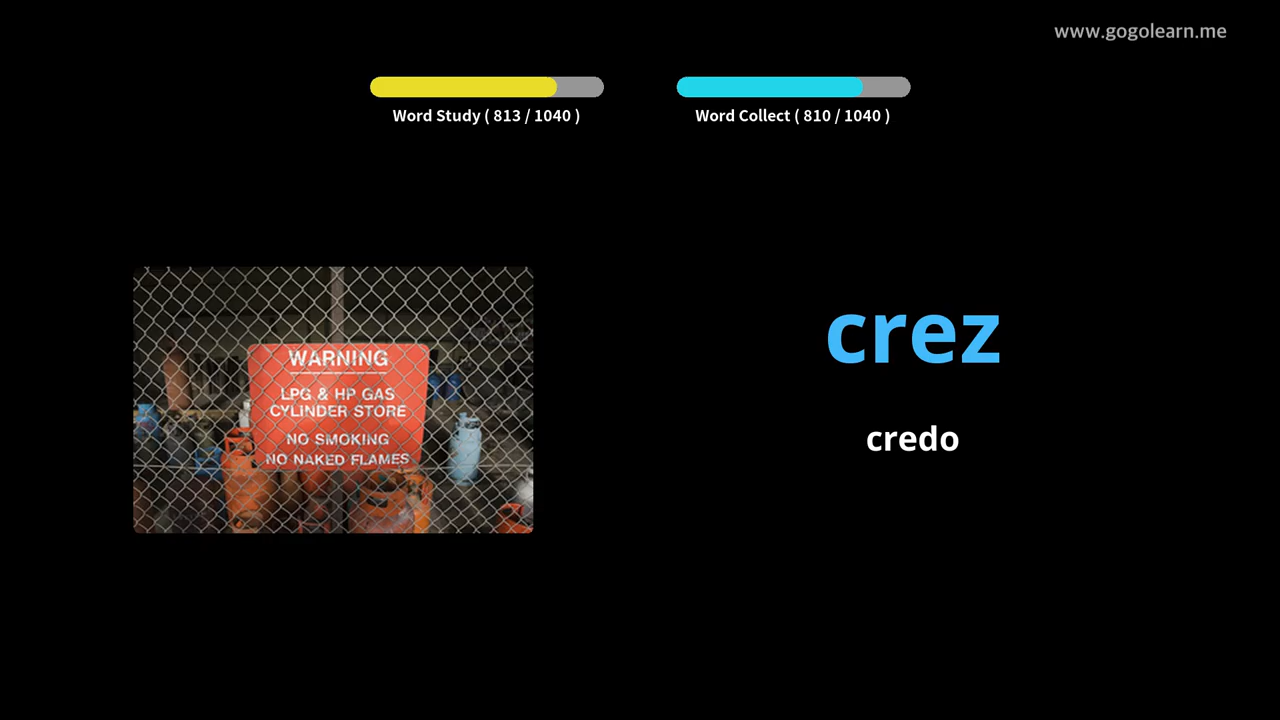 www.gogolearn.me
Word Study ( 813 / 1040 )
Word Collect ( 810 / 1040 )
WARNING
LPG & HP GAS
CYLINDER STORE
NO SMOKING
NO NAKED FLAMES
crez
credo